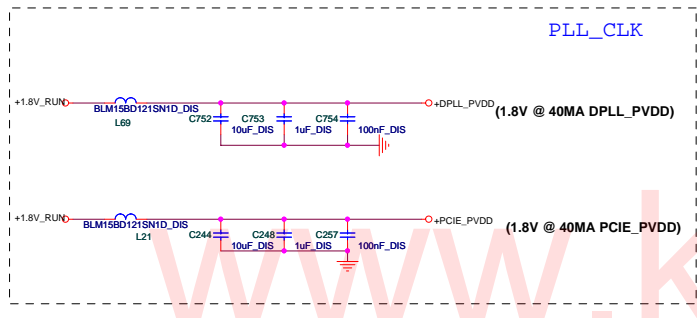 PLL_CLK
+1.8V_RUN
BLM15BD121SN1D_DIS
L69
C752
10uF_DIS
C753
1uF_DIS
C754
100nF_DIS
+DPLL_PVDD
(1.8V @ 40MA DPLL_PVDD)
+1.8V_RUN
BLM15BD121SN1D_DIS
L21
C244
10uF_DIS
C248
1uF_DIS
C257
100nF_DIS
+PCIE_PVDD
(1.8V @ 40MA PCIE_PVDD)
www.k